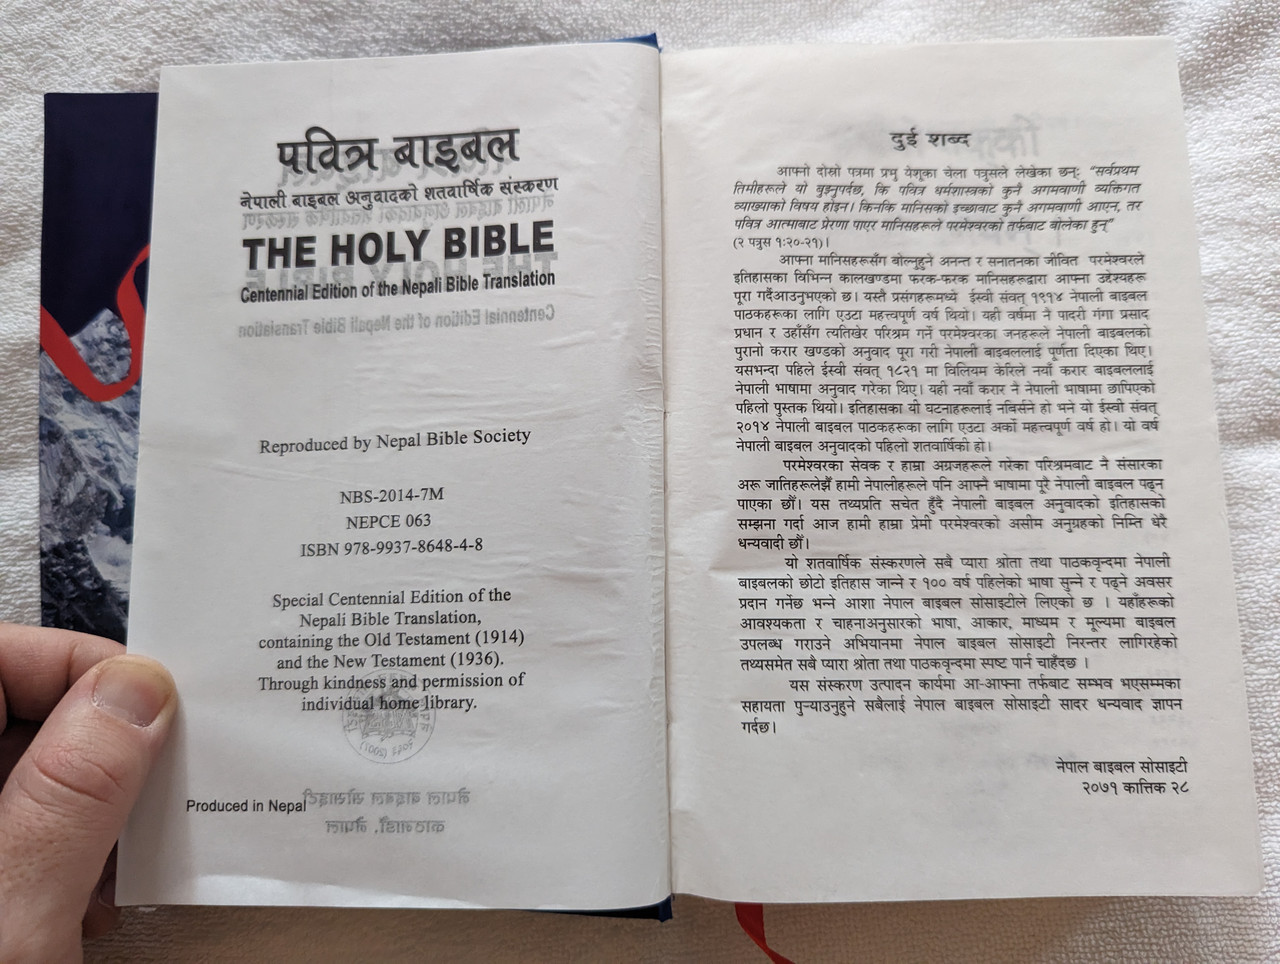 पवित्र बाइबल
नेपाली बाइबल अनुवादको शतवार्षिक संस्करण
THE HOLY BIBLE
Centennial Edition of the Nepali Bible Translation
Reproduced by Nepal Bible Society
NBS-2014-7M
NEPCE 063
ISBN 978-9937-8648-4-8
Special Centennial Edition of the
Nepali Bible Translation,
containing the Old Testament (1914)
and the New Testament (1936).
Through kindness and permission of
individual home library.
Produced in Nepal
दुई शब्द
आफ्नो दोस्रो पत्रमा प्रभु येशूका चेला पत्रुसले लेखेका छन्: “सर्वप्रथम
तिमीहरूले यो बुझ्नुपर्दछ, कि पवित्र धर्मशास्त्रको कुनै अगमवाणी व्यक्तिगत
व्याख्याको विषय होइन। किनकि मानिसको इच्छाबाट कुनै अगमवाणी आएन, तर
पवित्र आत्माबाट प्रेरणा पाएर मानिसहरूले परमेश्वरको तर्फबाट बोलेका हुन्”
(२ पत्रुस १:२०-२१)।
आफ्ना मानिसहरूसँग बोल्नुहुने अनन्त र सनातनका जीवित परमेश्वरले
इतिहासका विभिन्न कालखण्डमा फरक-फरक मानिसहरूद्वारा आफ्ना उद्देश्यहरू
पूरा गर्दैआउनुभएको छ। यस्तै प्रसंगहरूमध्ये ईस्वी संवत् १९१४ नेपाली बाइबल
पाठकहरूका लागि एउटा महत्त्वपूर्ण वर्ष थियो। यही वर्षमा नै पादरी गंगा प्रसाद
प्रधान र उहाँसँग त्यतिखेर परिश्रम गर्ने परमेश्वरका जनहरूले नेपाली बाइबलको
पुरानो करार खण्डको अनुवाद पूरा गरी नेपाली बाइबललाई पूर्णता दिएका थिए।
यसभन्दा पहिले ईस्वी संवत् १८२१ मा विलियम केरिले नयाँ करार बाइबललाई
नेपाली भाषामा अनुवाद गरेका थिए। यही नयाँ करार नै नेपाली भाषामा छापिएको
पहिलो पुस्तक थियो। इतिहासका यी घटनाहरूलाई नबिर्सने हो भने यो ईस्वी संवत्
२०१४ नेपाली बाइबल पाठकहरूका लागि एउटा अर्को महत्त्वपूर्ण वर्ष हो। यो वर्ष
नेपाली बाइबल अनुवादको पहिलो शतवार्षिकी हो।
परमेश्वरका सेवक र हाम्रा अग्रजहरूले गरेका परिश्रमबाट नै संसारका
अरू जातिहरूलेझैँ हामी नेपालीहरूले पनि आफ्नै भाषामा पूरै नेपाली बाइबल पढ्न
पाएका छौँ। यस तथ्यप्रति सचेत हुँदै नेपाली बाइबल अनुवादको इतिहासको
सम्झना गर्दा आज हामी हाम्रा प्रेमी परमेश्वरको असीम अनुग्रहको निम्ति धेरै
धन्यवादी छौँ।
यो शतवार्षिक संस्करणले सबै प्यारा श्रोता तथा पाठकवृन्दमा नेपाली
बाइबलको छोटो इतिहास जान्ने र १०० वर्ष पहिलेको भाषा सुन्ने र पढ्ने अवसर
प्रदान गर्नेछ भन्ने आशा नेपाल बाइबल सोसाइटीले लिएको छ । यहाँहरूको
आवश्यकता र चाहनाअनुसारको भाषा, आकार, माध्यम र मूल्यमा बाइबल
उपलब्ध गराउने अभियानमा नेपाल बाइबल सोसाइटी निरन्तर लागिरहेको
तथ्यसमेत सबै प्यारा श्रोता तथा पाठकवृन्दमा स्पष्ट पार्न चाहँदछ ।
यस संस्करण उत्पादन कार्यमा आ-आफ्ना तर्फबाट सम्भव भएसम्मका
सहायता पुऱ्याउनुहुने सबैलाई नेपाल बाइबल सोसाइटी सादर धन्यवाद ज्ञापन
गर्दछ।
नेपाल बाइबल सोसाइटी
२०७१ कात्तिक २८